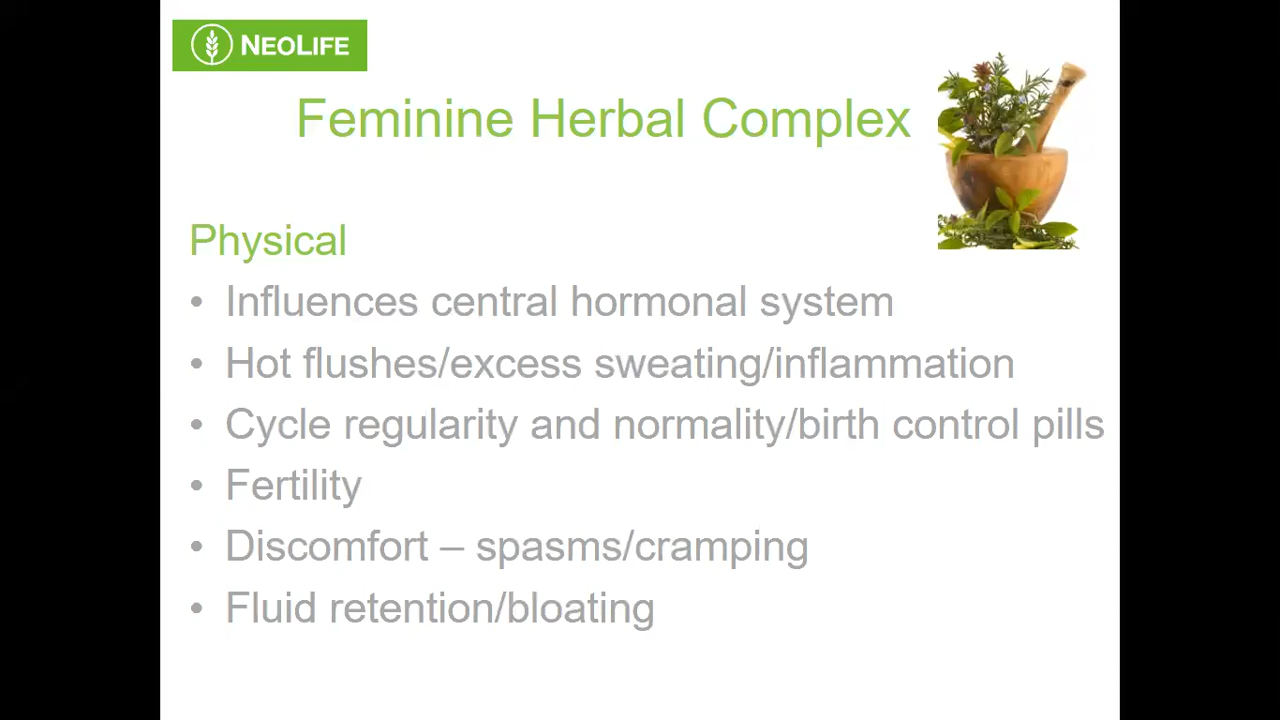 NEOLIFE
Feminine Herbal Complex
Physical
• Influences central hormonal system
• Hot flushes/excess sweating/inflammation
• Cycle regularity and normality/birth control pills
• Fertility
• Discomfort – spasms/cramping
• Fluid retention/bloating